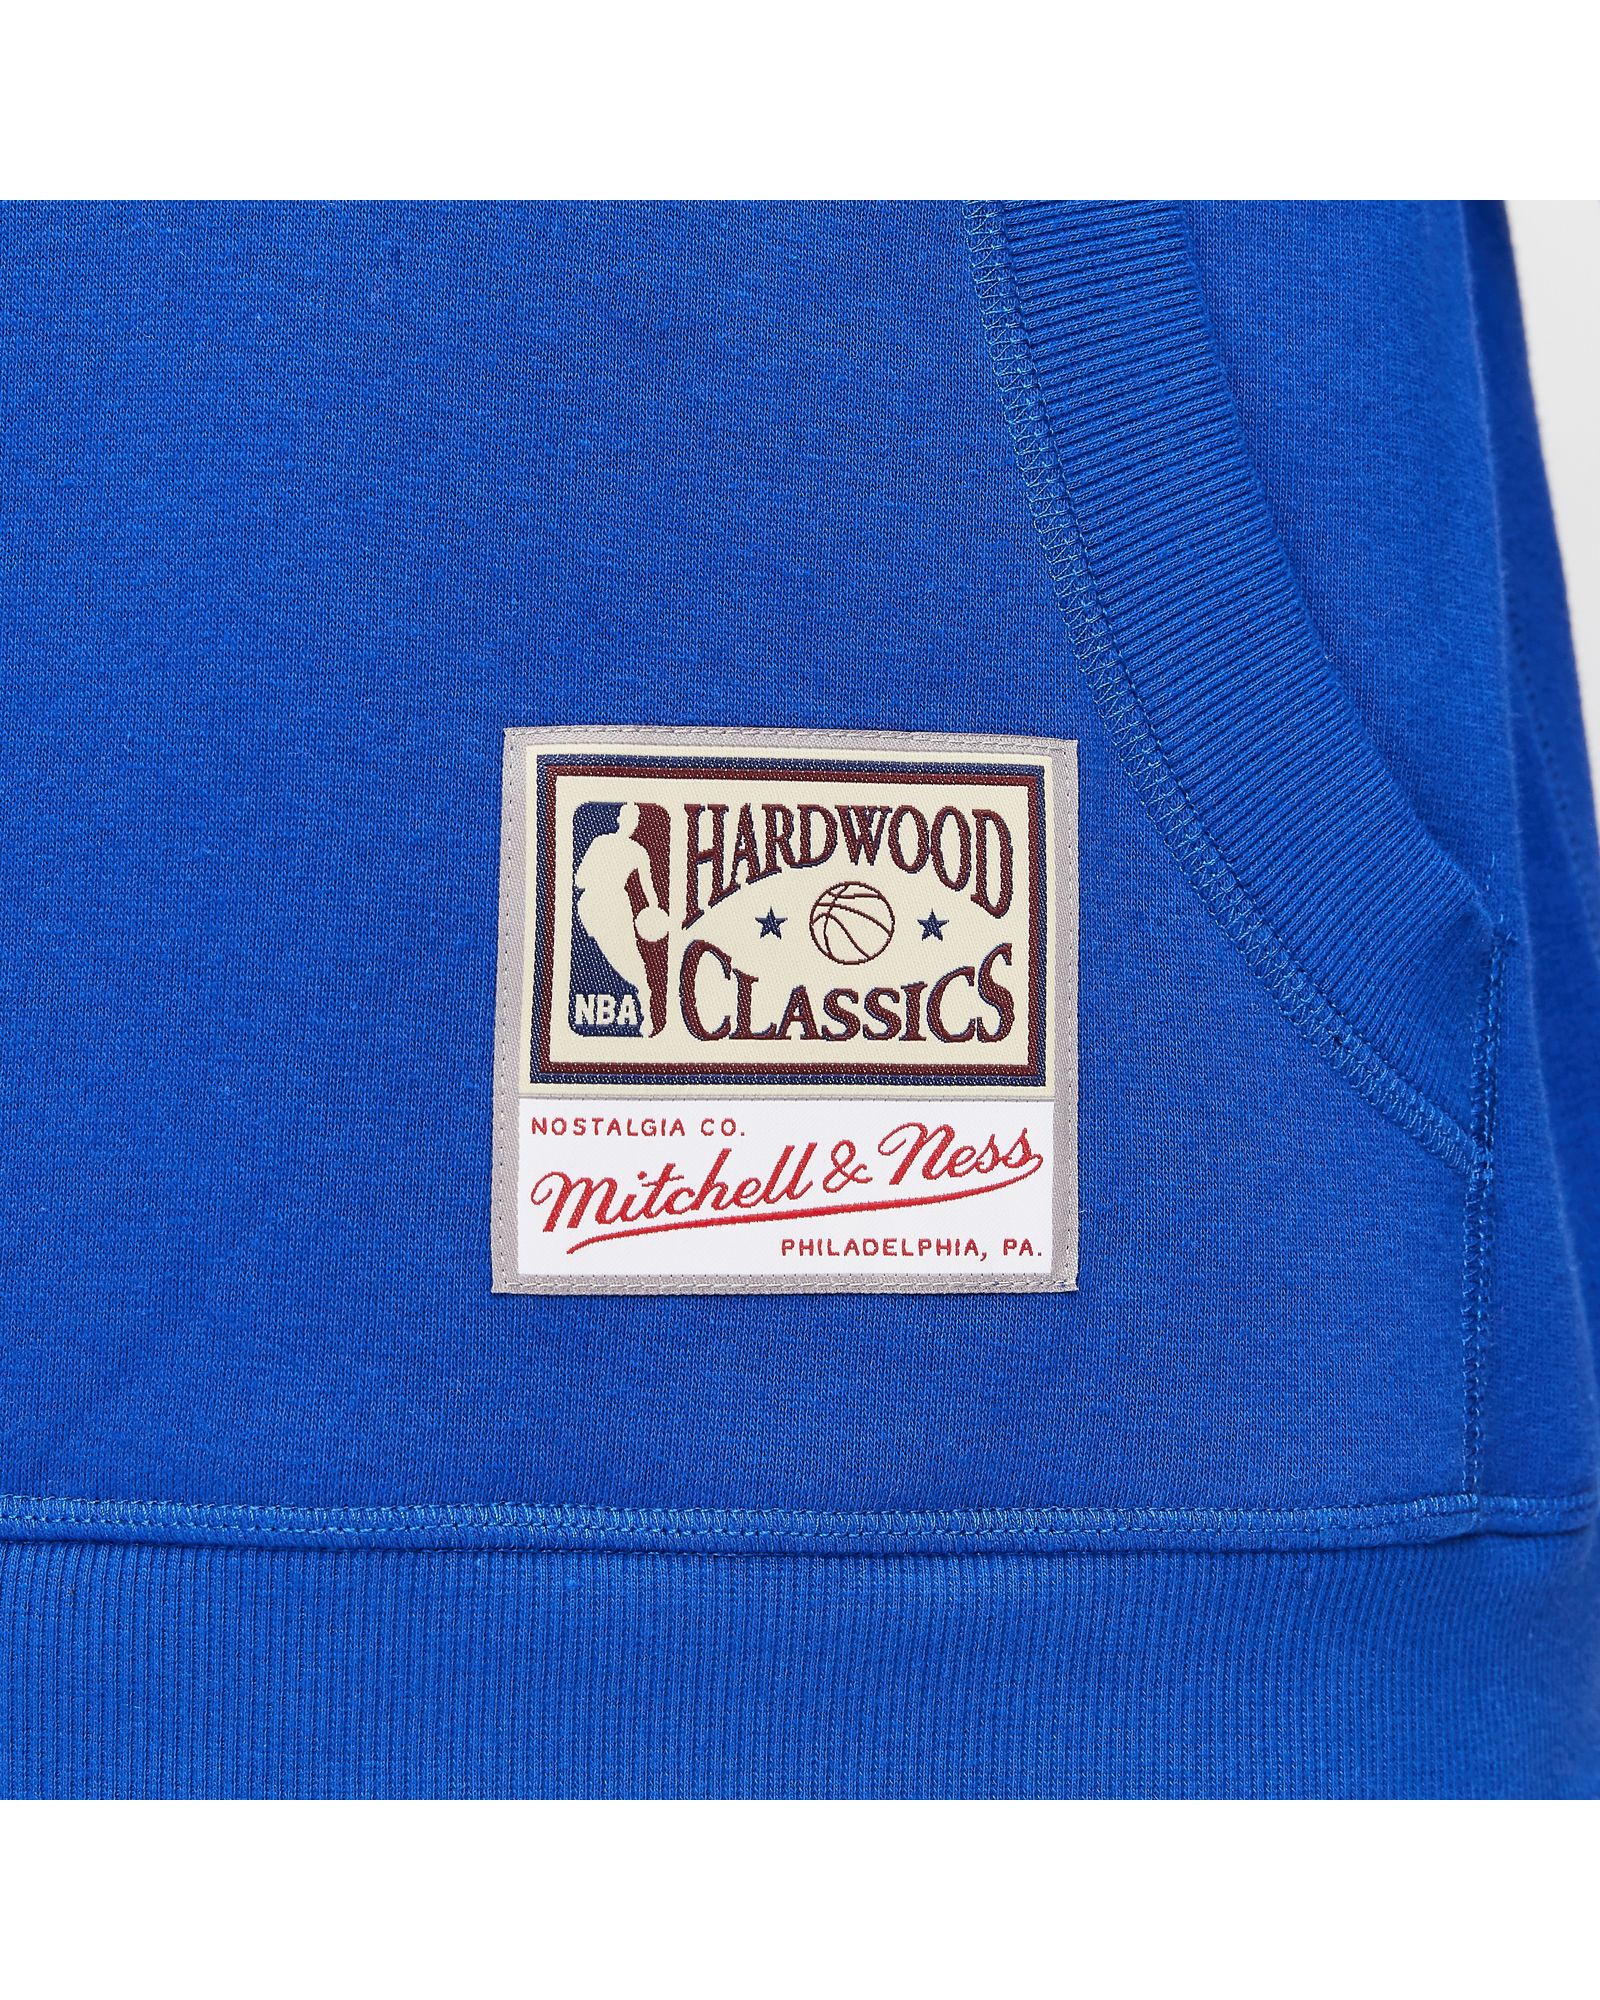 HARDWOOD
CLASSICS
NBA
NOSTALGIA CO.
Mitchell & Ness
PHILADELPHIA, PA.